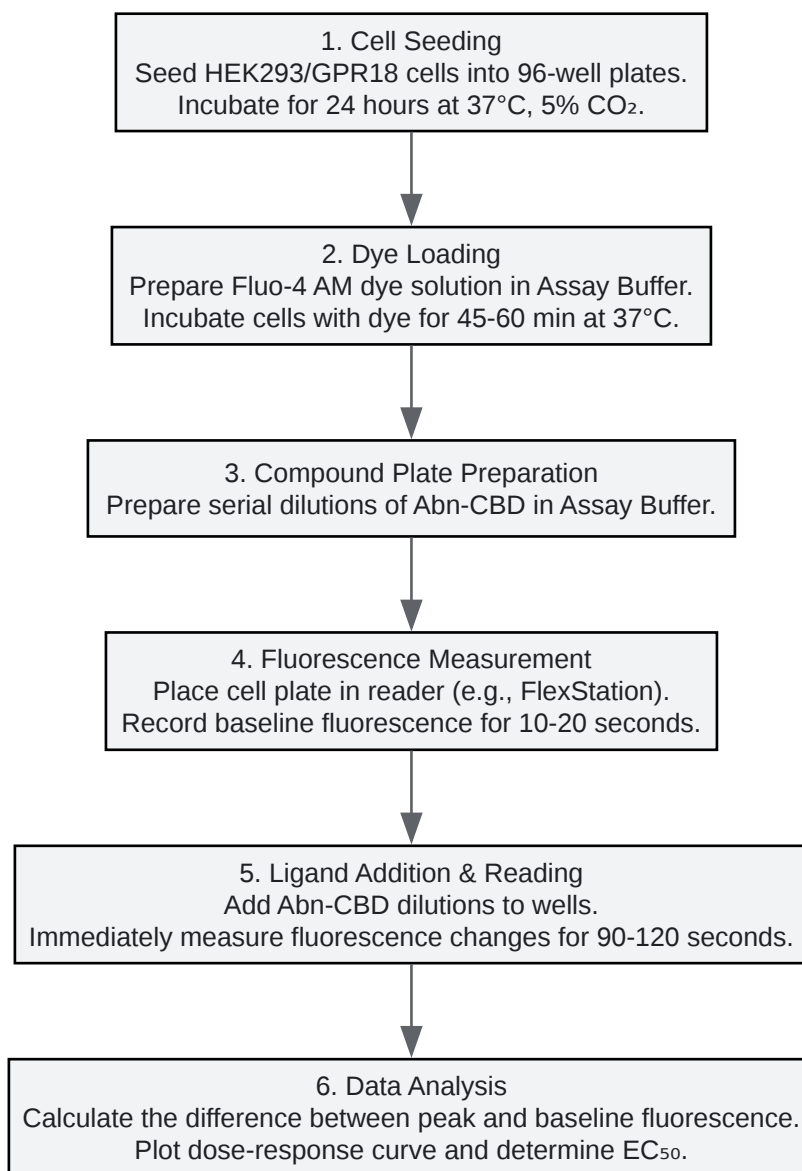 1. Cell Seeding
Seed HEK293/GPR18 cells into 96-well plates.
Incubate for 24 hours at 37°C, 5% CO₂.
2. Dye Loading
Prepare Fluo-4 AM dye solution in Assay Buffer.
Incubate cells with dye for 45-60 min at 37°C.
3. Compound Plate Preparation
Prepare serial dilutions of Abn-CBD in Assay Buffer.
4. Fluorescence Measurement
Place cell plate in reader (e.g., FlexStation).
Record baseline fluorescence for 10-20 seconds.
5. Ligand Addition & Reading
Add Abn-CBD dilutions to wells.
Immediately measure fluorescence changes for 90-120 seconds.
6. Data Analysis
Calculate the difference between peak and baseline fluorescence.
Plot dose-response curve and determine EC₅₀.